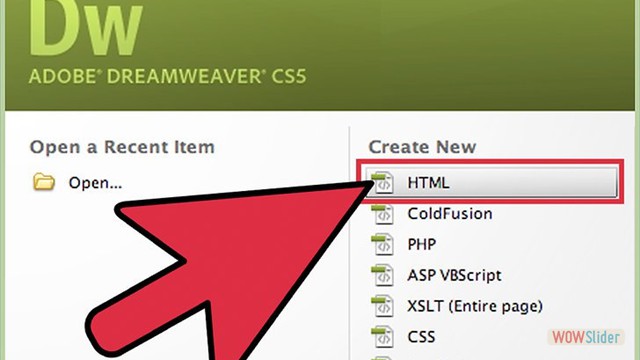 Dw
ADOBE® DREAMWEAVER® CS5
Open a Recent Item
Open...
Create New
HTML
ColdFusion
PHP
ASP VBScript
XSLT (Entire page)
CSS
WOWSlider